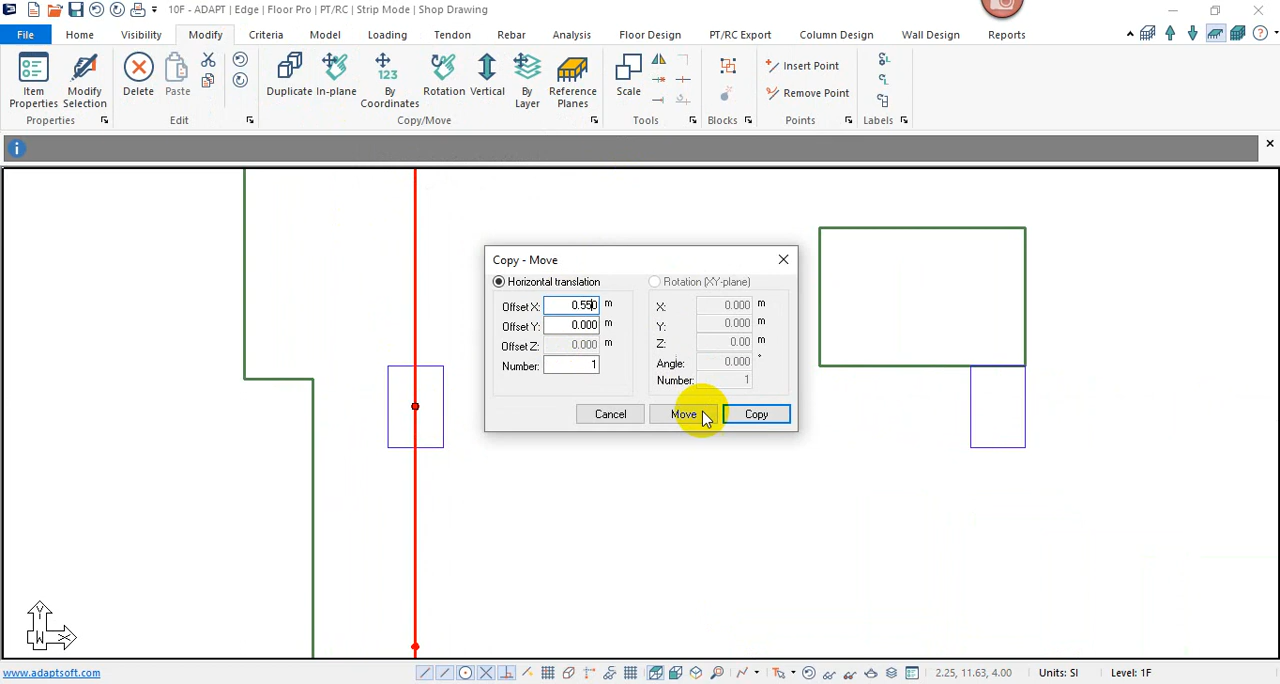 10F - ADAPT | Edge | Floor Pro | PT/RC | Strip Mode | Shop Drawing
File Home Visibility Modify Criteria Model Loading Tendon Rebar Analysis Floor Design PT/RC Export Column Design Wall Design Reports
Item Properties
Modify Selection
Properties
Delete
Paste
Edit
Duplicate
In-plane
By Coordinates
Rotation
Vertical
By Layer
Reference Planes
Copy/Move
Scale
Tools
Blocks
Insert Point
Remove Point
Points
Labels
Copy - Move
Horizontal translation
Offset X: 0.550 m
Offset Y: 0.000 m
Offset Z: 0.000 m
Number: 1
Rotation (XY-plane)
X: 0.000 m
Y: 0.000 m
Z: 0.00 m
Angle: 0.000 °
Number: 1
Cancel Move Copy
Y
W X
www.adaptsoft.com
2.25, 11.63, 4.00 Units: SI Level: 1F